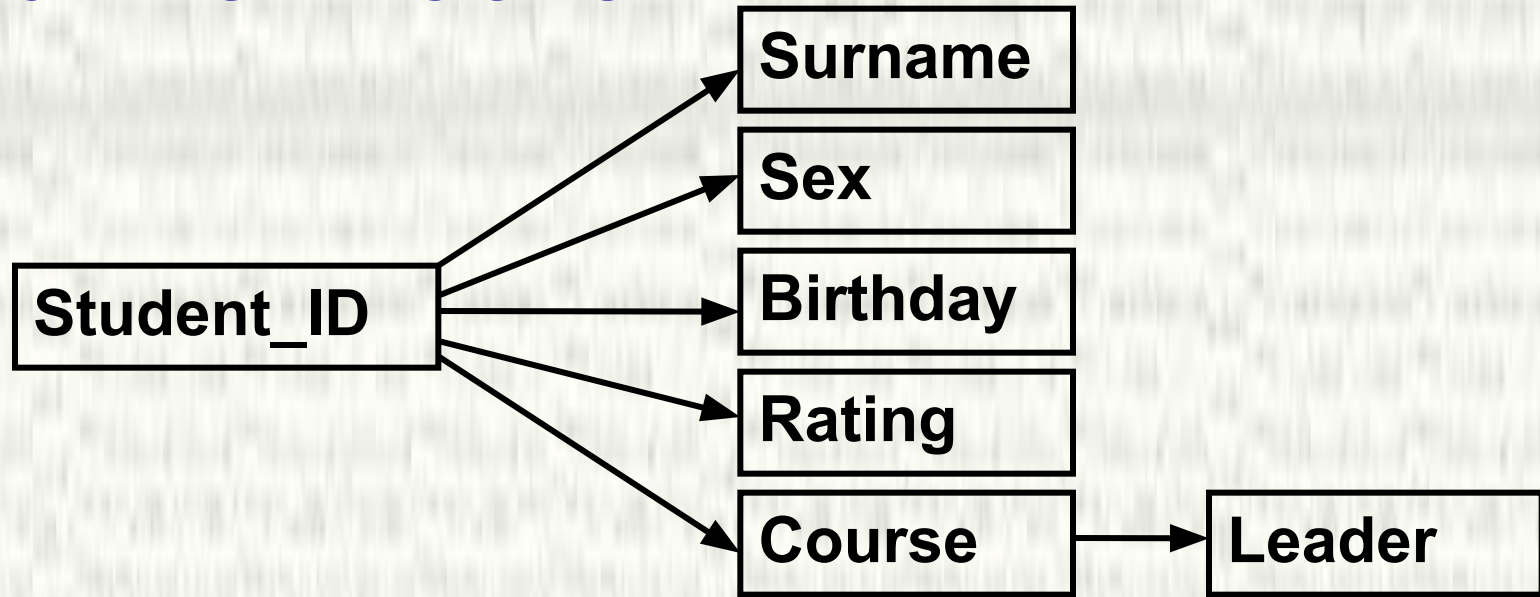 Surname
Sex
Student_ID
Birthday
Rating
Course
Leader